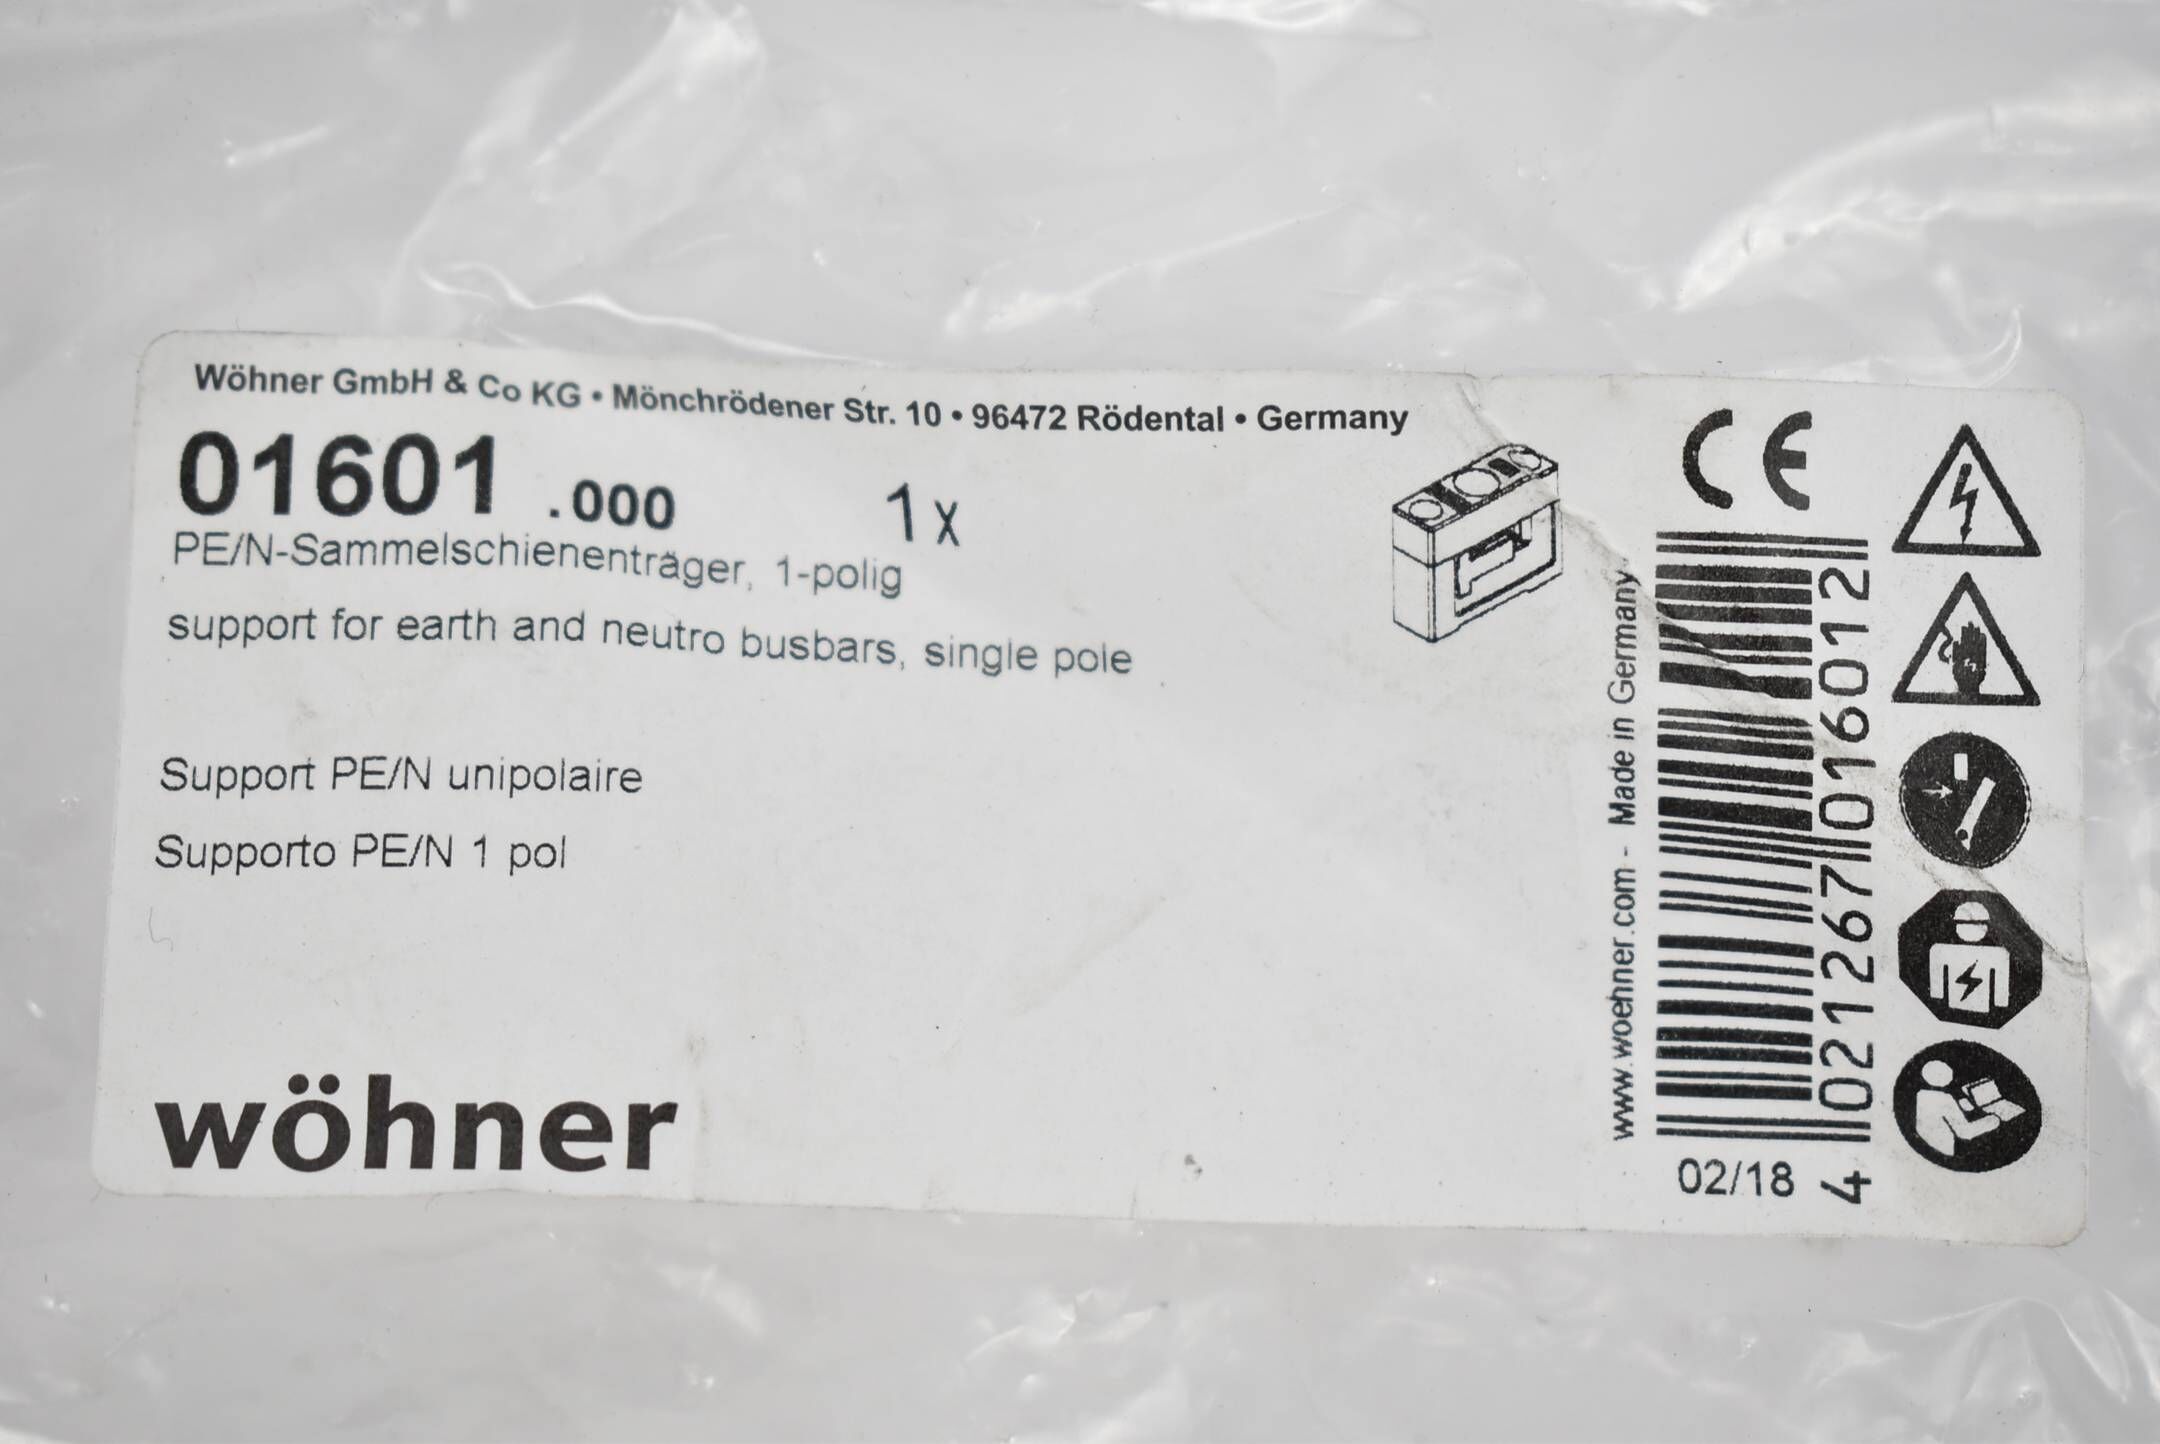 Wöhner GmbH & Co KG • Mönchrödener Str. 10 • 96472 Rödental • Germany
01601 .000 1 x
PE/N-Sammelschienenträger, 1-polig
support for earth and neutro busbars, single pole
Support PE/N unipolaire
Supporto PE/N 1 pol
wöhner
CE
www.woehner.com - Made in Germany
4 021267 016012
02/18